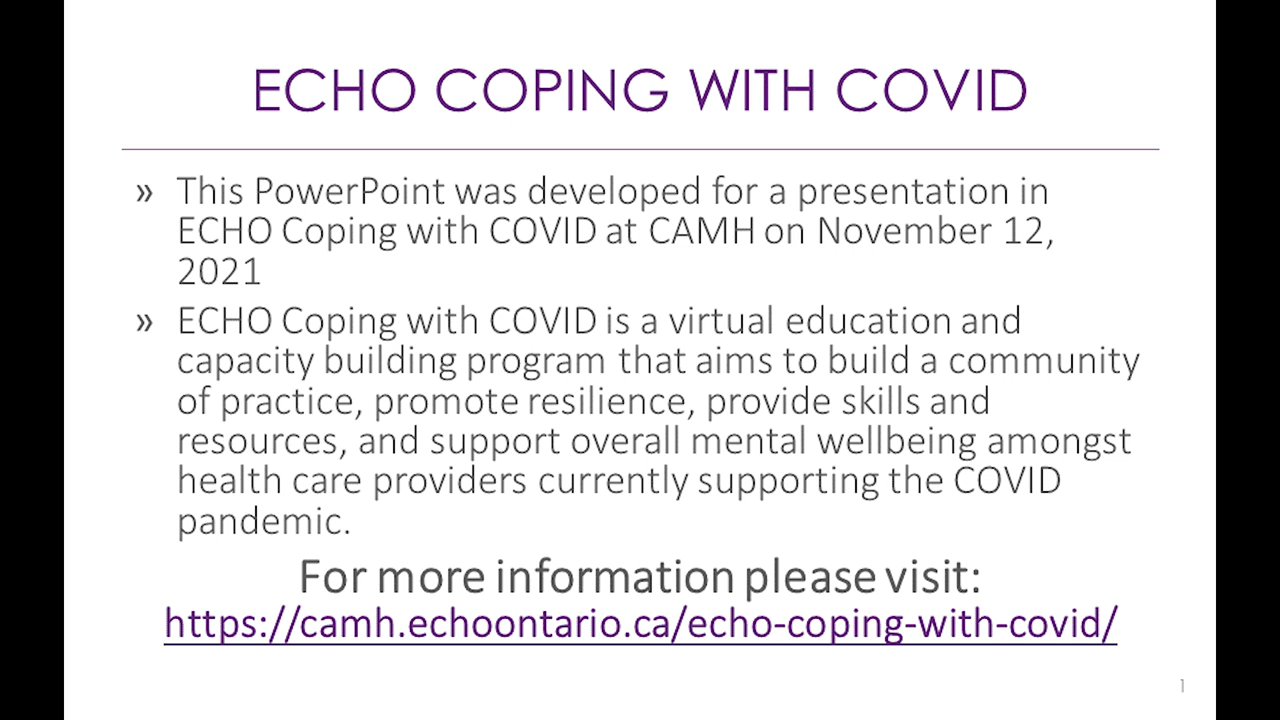 ECHO COPING WITH COVID
» This PowerPoint was developed for a presentation in
ECHO Coping with COVID at CAMH on November 12,
2021
» ECHO Coping with COVID is a virtual education and
capacity building program that aims to build a community
of practice, promote resilience, provide skills and
resources, and support overall mental wellbeing amongst
health care providers currently supporting the COVID
pandemic.
For more information please visit:
https://camh.echoontario.ca/echo-coping-with-covid/
1